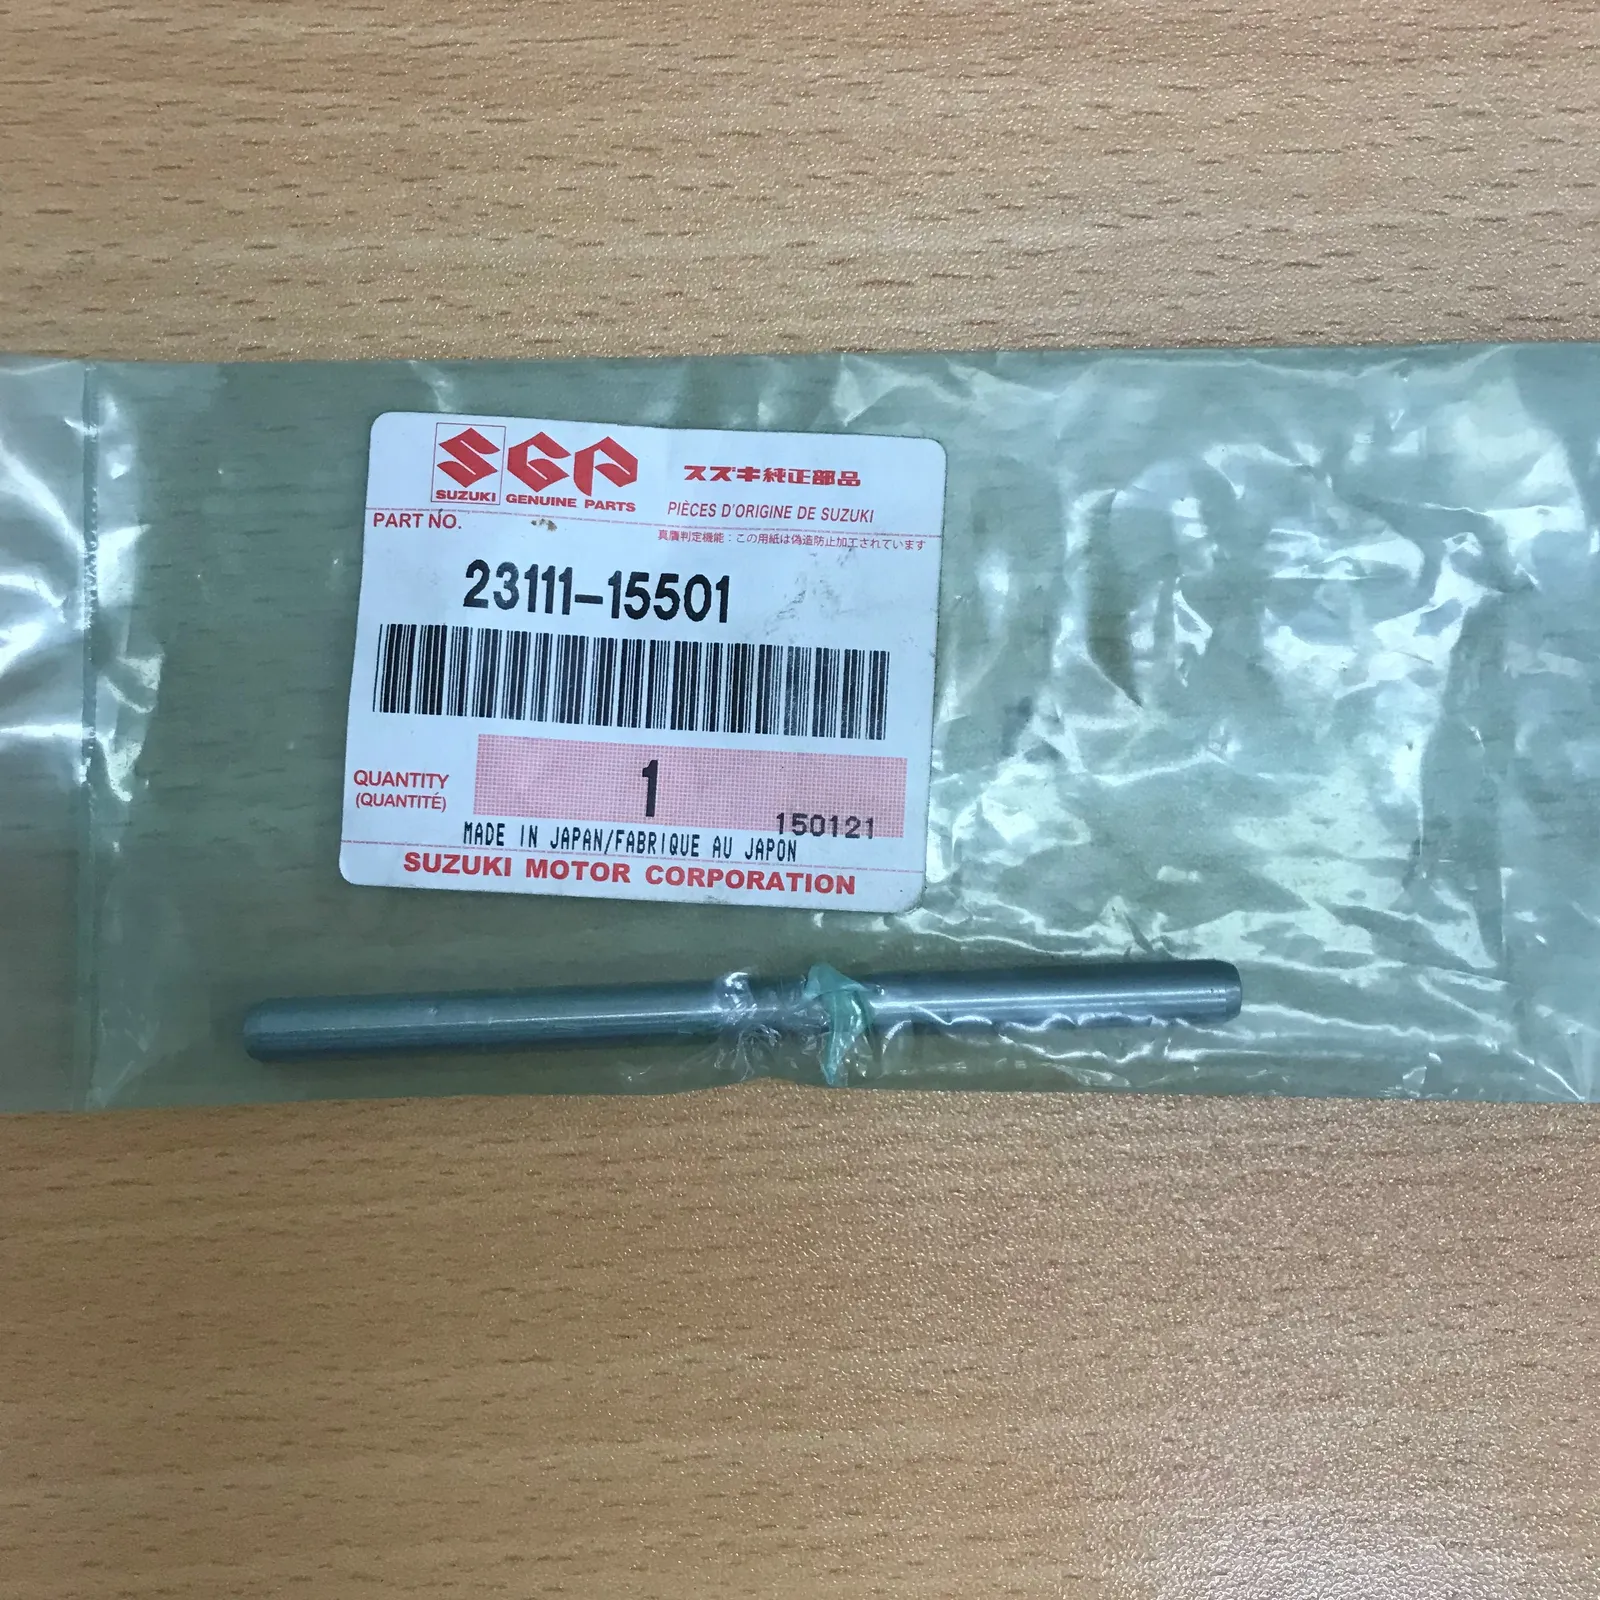 SGP スズキ純正部品
SUZUKI GENUINE PARTS PIÈCES D'ORIGINE DE SUZUKI
PART NO. 真贋判定機能：この用紙は偽造防止加工されています
23111-15501
QUANTITY 1
(QUANTITÉ) 150121
MADE IN JAPAN/FABRIQUE AU JAPON
SUZUKI MOTOR CORPORATION